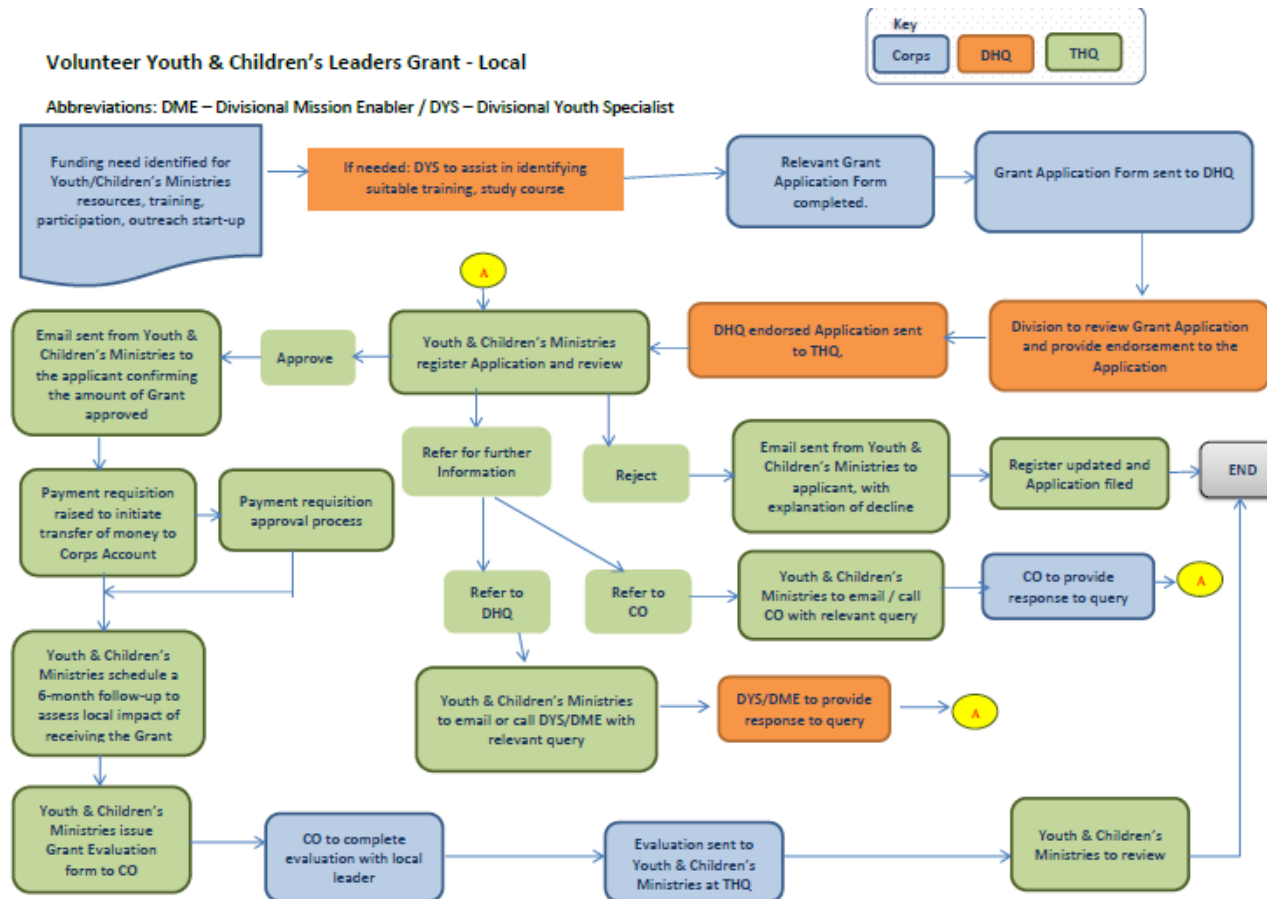 Key
Corps
DHQ
THQ
Volunteer Youth & Children's Leaders Grant - Local
Abbreviations: DME – Divisional Mission Enabler / DYS – Divisional Youth Specialist
Funding need identified for
Youth/Children's Ministries
resources, training,
participation, outreach start-up
If needed: DYS to assist in identifying
suitable training, study course
Relevant Grant
Application Form
completed.
Grant Application Form sent to DHQ
A
Email sent from Youth &
Children's Ministries to
the applicant confirming
the amount of Grant
approved
Approve
Youth & Children's Ministries
register Application and review
DHQ endorsed Application sent
to THQ,
Division to review Grant Application
and provide endorsement to the
Application
Refer for further
Information
Reject
Email sent from Youth &
Children's Ministries to
applicant, with
explanation of decline
Register updated and
Application filed
END
Payment requisition
raised to initiate
transfer of money to
Corps Account
Payment requisition
approval process
Refer to
DHQ
Refer to
CO
Youth & Children's
Ministries to email / call
CO with relevant query
CO to provide
response to query
A
Youth & Children's
Ministries schedule a
6-month follow-up to
assess local impact of
receiving the Grant
Youth & Children's Ministries
to email or call DYS/DME with
relevant query
DYS/DME to provide
response to query
A
Youth & Children's
Ministries issue
Grant Evaluation
form to CO
CO to complete
evaluation with local
leader
Evaluation sent to
Youth & Children's
Ministries at THQ
Youth & Children's
Ministries to review